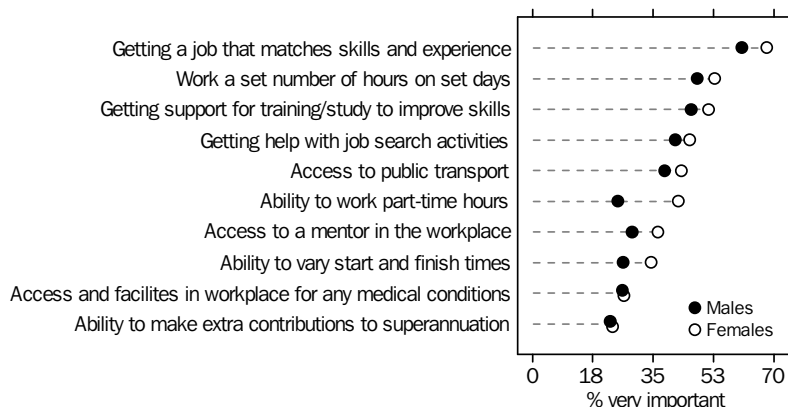 Getting a job that matches skills and experience
Work a set number of hours on set days
Getting support for training/study to improve skills
Getting help with job search activities
Access to public transport
Ability to work part-time hours
Access to a mentor in the workplace
Ability to vary start and finish times
Access and facilites in workplace for any medical conditions
Ability to make extra contributions to superannuation
Males
Females
0 18 35 53 70
% very important